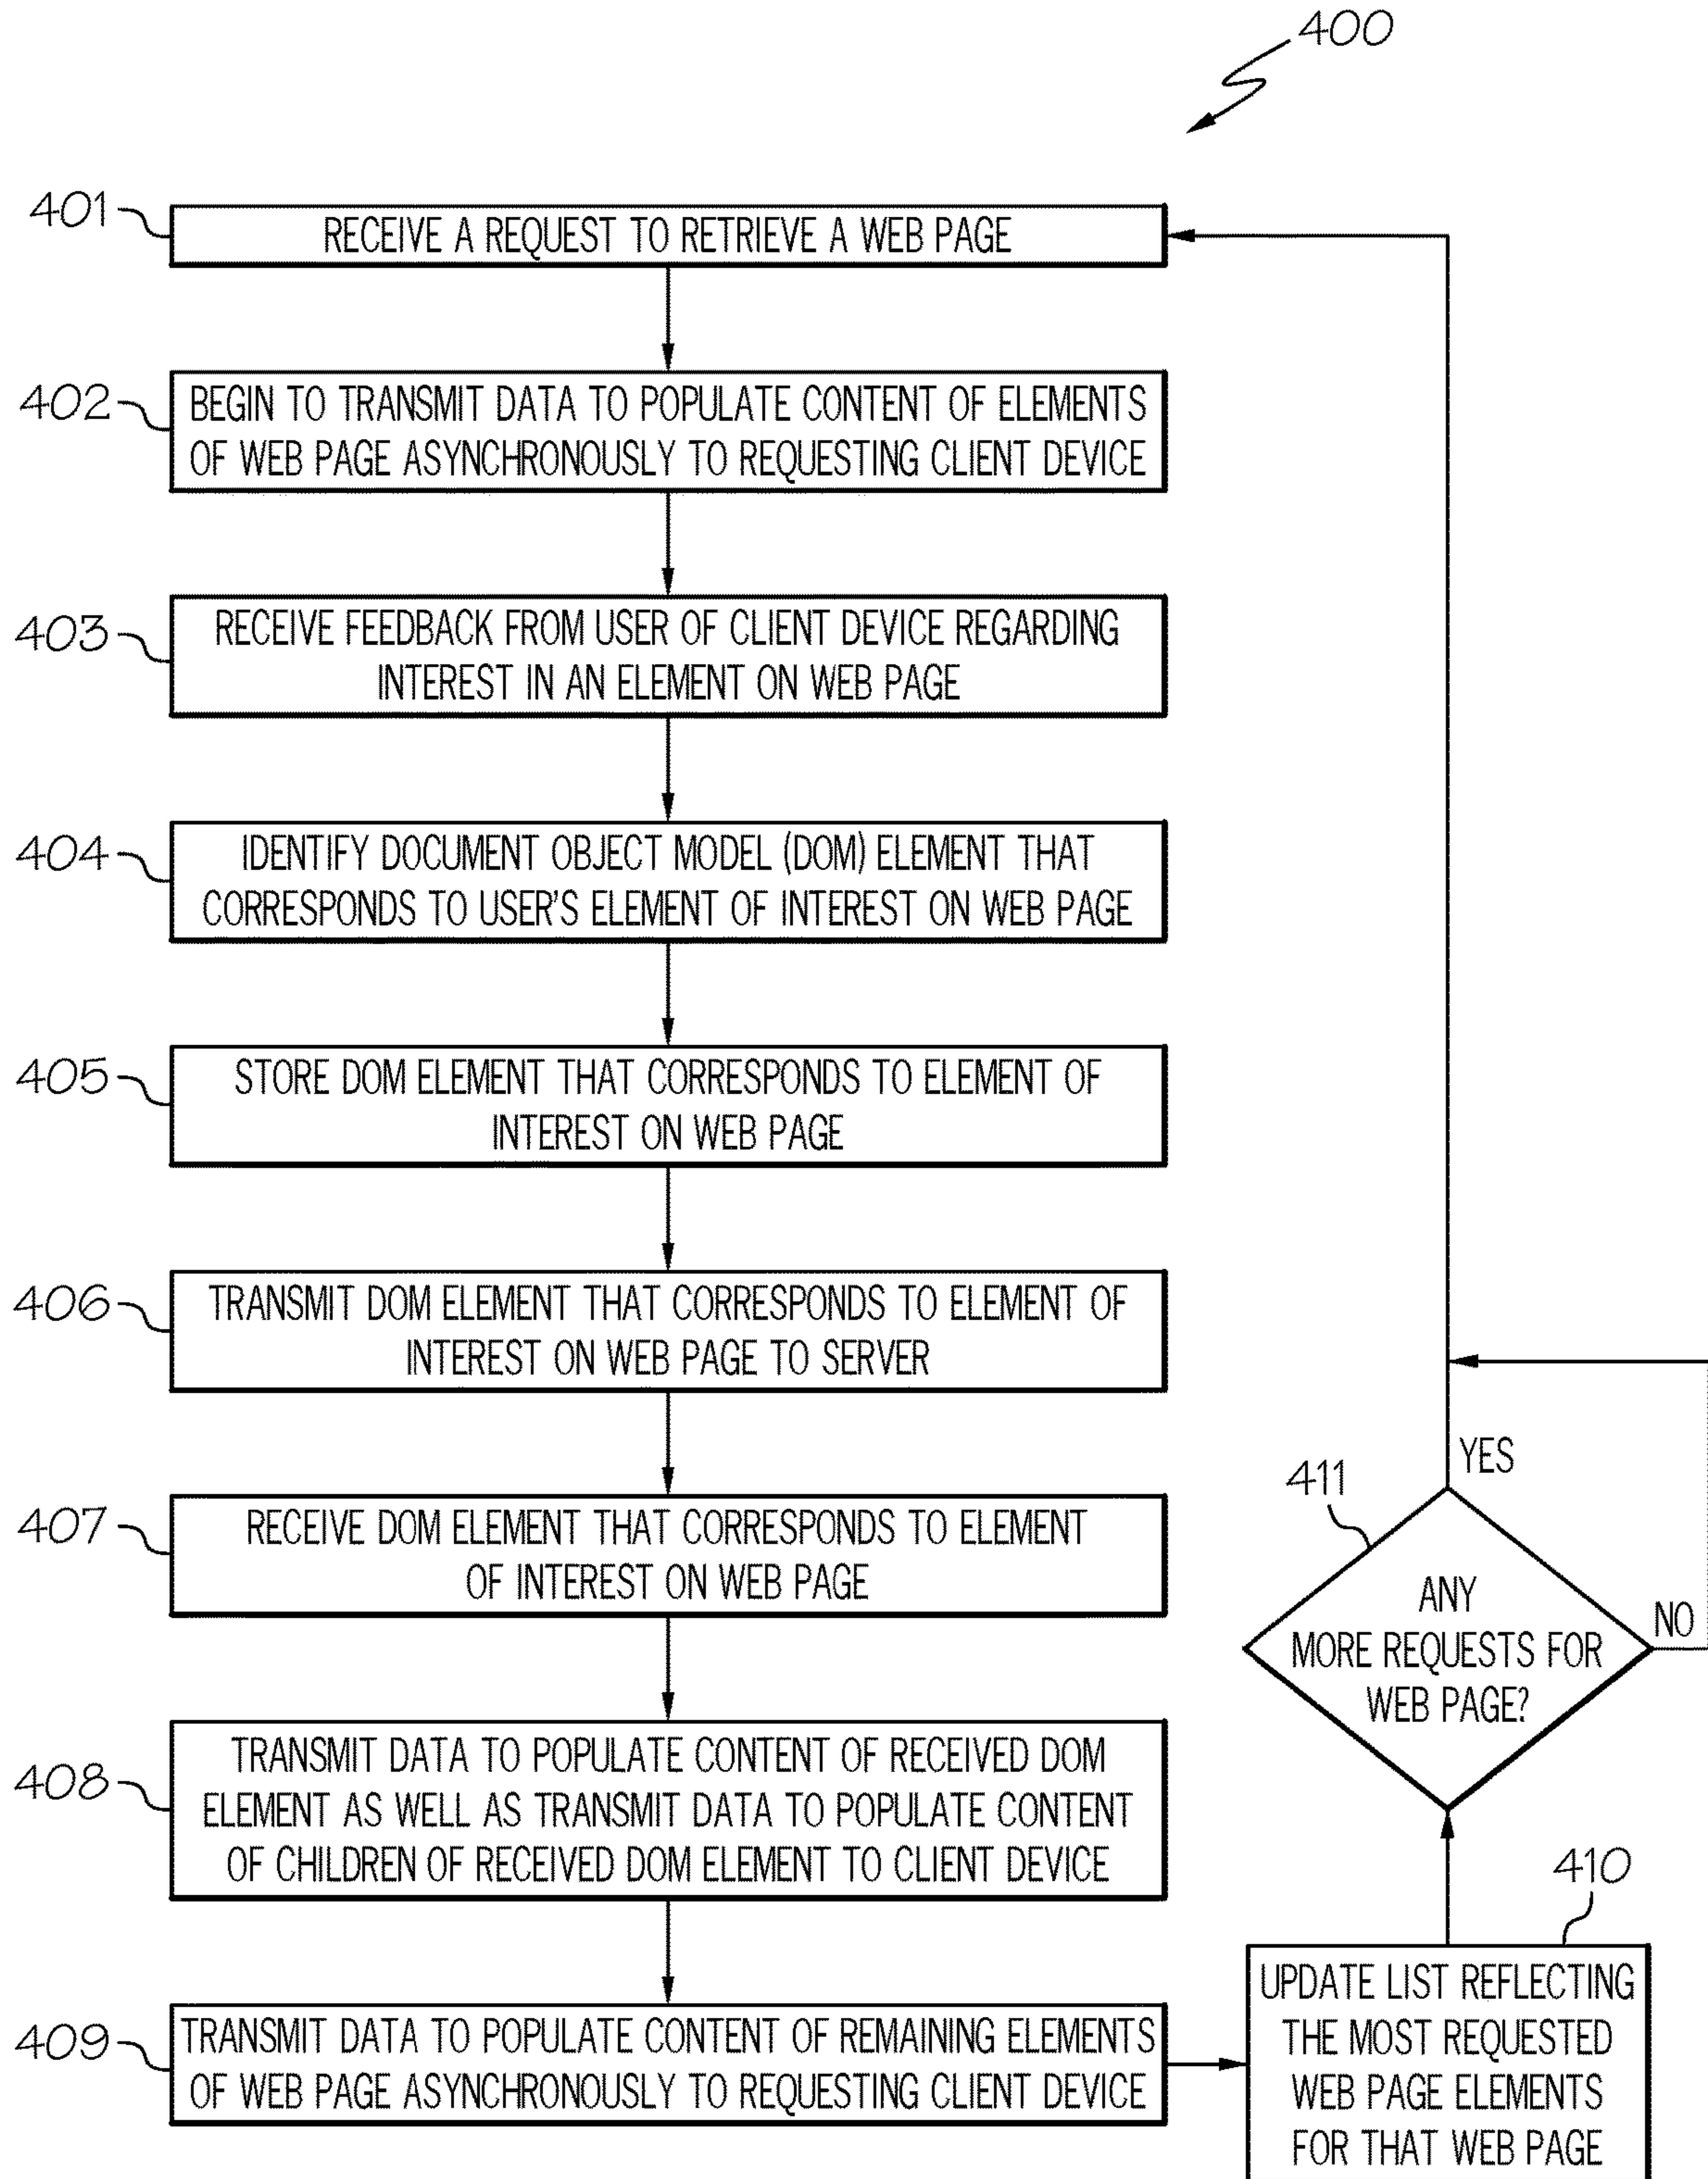 400
401
RECEIVE A REQUEST TO RETRIEVE A WEB PAGE
402
BEGIN TO TRANSMIT DATA TO POPULATE CONTENT OF ELEMENTS
OF WEB PAGE ASYNCHRONOUSLY TO REQUESTING CLIENT DEVICE
403
RECEIVE FEEDBACK FROM USER OF CLIENT DEVICE REGARDING
INTEREST IN AN ELEMENT ON WEB PAGE
404
IDENTIFY DOCUMENT OBJECT MODEL (DOM) ELEMENT THAT
CORRESPONDS TO USER'S ELEMENT OF INTEREST ON WEB PAGE
405
STORE DOM ELEMENT THAT CORRESPONDS TO ELEMENT OF
INTEREST ON WEB PAGE
406
TRANSMIT DOM ELEMENT THAT CORRESPONDS TO ELEMENT OF
INTEREST ON WEB PAGE TO SERVER
407
RECEIVE DOM ELEMENT THAT CORRESPONDS TO ELEMENT
OF INTEREST ON WEB PAGE
408
TRANSMIT DATA TO POPULATE CONTENT OF RECEIVED DOM
ELEMENT AS WELL AS TRANSMIT DATA TO POPULATE CONTENT
OF CHILDREN OF RECEIVED DOM ELEMENT TO CLIENT DEVICE
409
TRANSMIT DATA TO POPULATE CONTENT OF REMAINING ELEMENTS
OF WEB PAGE ASYNCHRONOUSLY TO REQUESTING CLIENT DEVICE
410
UPDATE LIST REFLECTING
THE MOST REQUESTED
WEB PAGE ELEMENTS
FOR THAT WEB PAGE
411
ANY
MORE REQUESTS FOR
WEB PAGE?
YES
NO